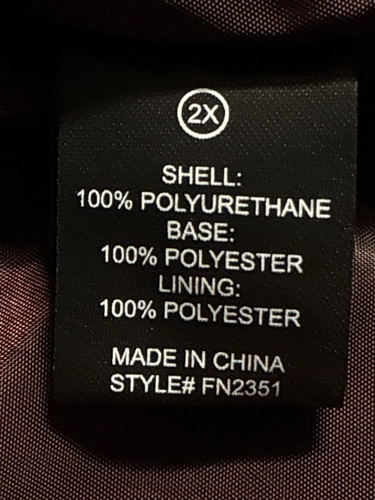 2X
SHELL:
100% POLYURETHANE
BASE:
100% POLYESTER
LINING:
100% POLYESTER
MADE IN CHINA
STYLE# FN2351